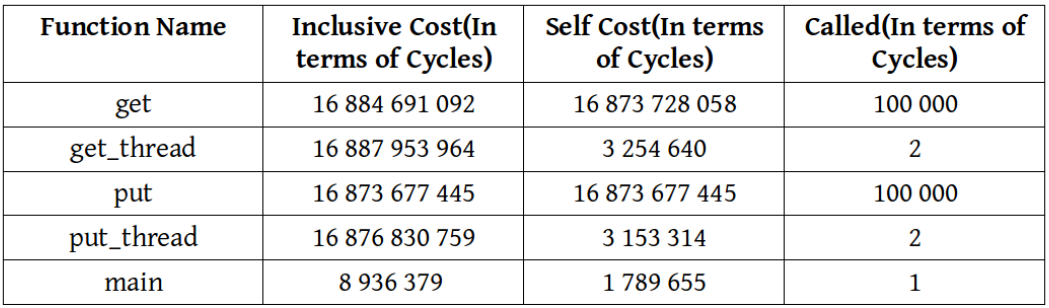 Function Name Inclusive Cost(In terms of Cycles) Self Cost(In terms of Cycles) Called(In terms of Cycles)
get 16 884 691 092 16 873 728 058 100 000
get_thread 16 887 953 964 3 254 640 2
put 16 873 677 445 16 873 677 445 100 000
put_thread 16 876 830 759 3 153 314 2
main 8 936 379 1 789 655 1